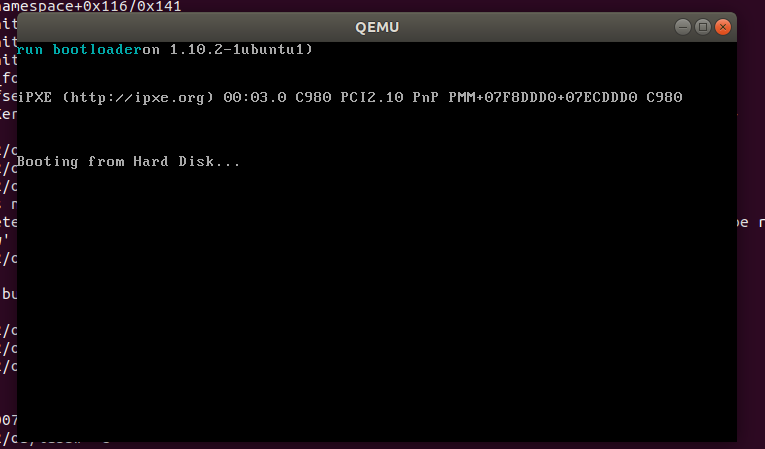 namespace+0x116/0x141
QEMU
run bootloaderon 1.10.2-1ubuntu1)
iPXE (http://ipxe.org) 00:03.0 C980 PCI2.10 PnP PMM+07F8DDD0+07ECDDD0 C980
Booting from Hard Disk...